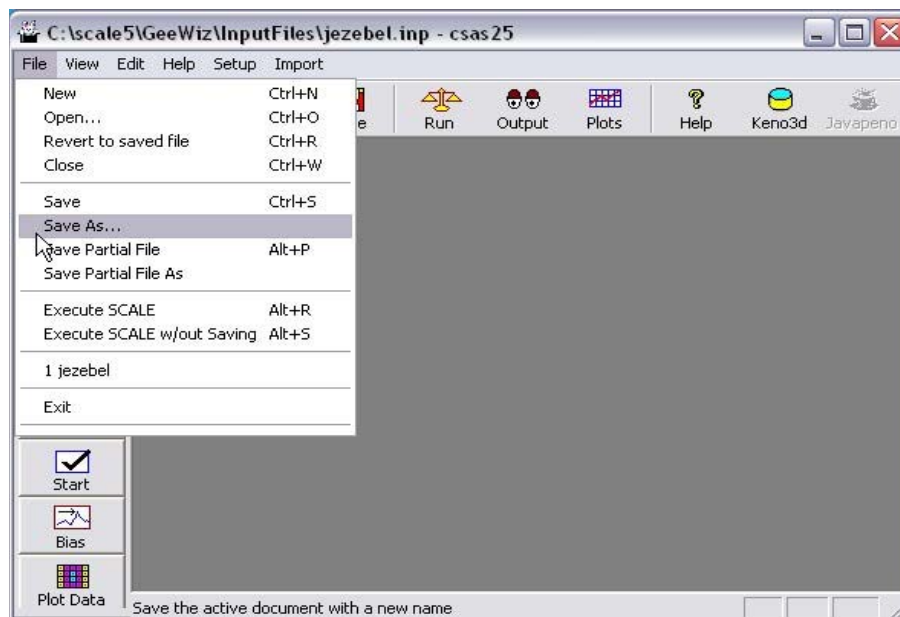 C:\scale5\GeeWiz\InputFiles\jezebel.inp - csas25
File View Edit Help Setup Import
New Ctrl+N
Open... Ctrl+O
Revert to saved file Ctrl+R
Close Ctrl+W
Save Ctrl+S
Save As...
Save Partial File Alt+P
Save Partial File As
Execute SCALE Alt+R
Execute SCALE w/out Saving Alt+S
1 jezebel
Exit
e Run Output Plots Help Keno3d Javapeno
Start
Bias
Plot Data
Save the active document with a new name